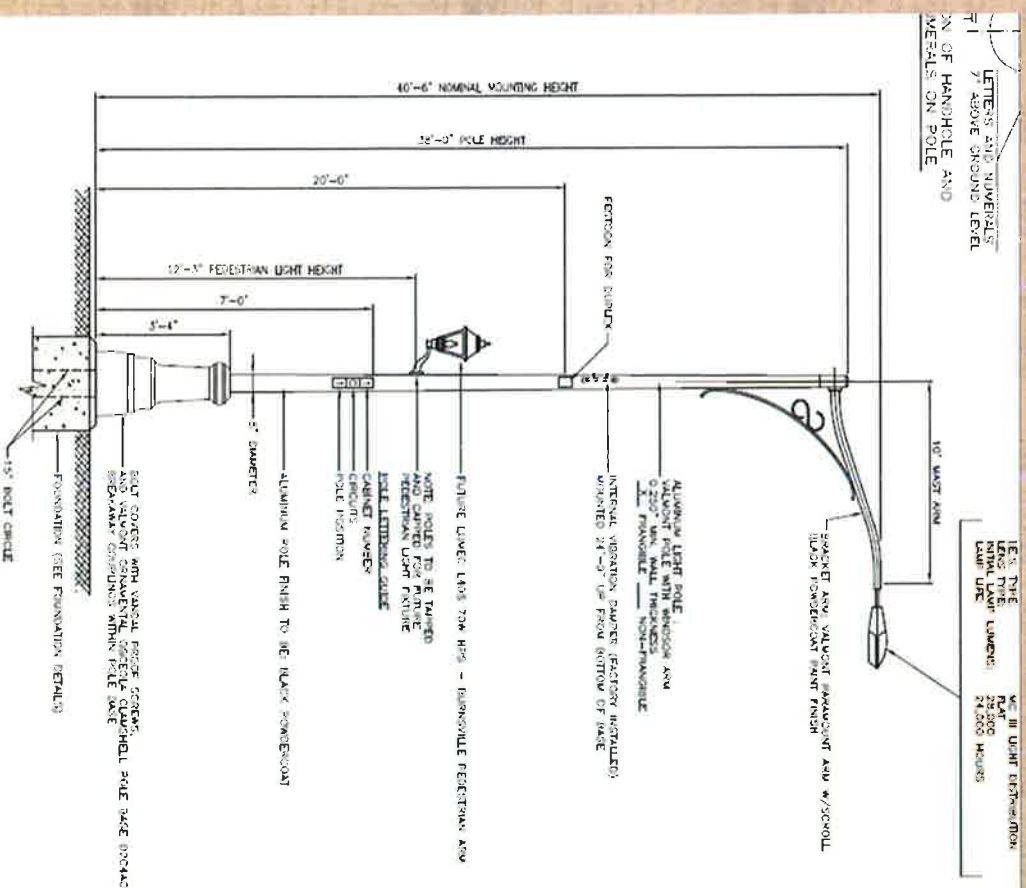 LETTERS AND NUMERALS
7" ABOVE GROUND LEVEL
ON OF HANDHOLE AND
ON POLE
40'-6" NOMINAL MOUNTING HEIGHT
38'-0" POLE HEIGHT
20'-0"
12'-3" PEDESTRIAN LIGHT HEIGHT
7'-0"
3'-4"
FESTOON FOR DUPLEX
10' MAST ARM
I.E.S. TYPE: MC III LIGHT DISTRIBUTION
LENS TYPE: FLAT
INITIAL LAMP LUMENS: 28,000
LAMP LIFE: 24,000 HOURS
BRACKET ARM, VALMONT PARAMOUNT ARM W/SCROLL
BLACK POWDERCOAT PAINT FINISH
ALUMINUM LIGHT POLE:
VALMONT POLE WITH WINDSOR ARM
0.250" MIN. WALL THICKNESS
X FRANGIBLE NON-FRANGIBLE
INTERNAL VIBRATION DAMPER (FACTORY INSTALLED)
MOUNTED 24'-0" UP FROM BOTTOM OF BASE
FUTURE LUMEC L40S 70W HPS - BURNSVILLE PEDESTRIAN ARM
NOTE: POLES TO BE TAPPED
AND CAPPED FOR FUTURE
PEDESTRIAN LIGHT FIXTURE
POLE LETTERING GUIDE
CABINET NUMBER
CIRCUITS
POLE POSITION
8" DIAMETER
ALUMINUM POLE FINISH TO BE: BLACK POWDERCOAT
BOLT COVERS WITH VANDAL PROOF SCREWS,
AND VALMONT ORNAMENTAL OSCEOLA CLAMSHELL POLE BASE
BREAKAWAY COUPLINGS WITHIN POLE BASE
FOUNDATION (SEE FOUNDATION DETAILS)
15" BOLT CIRCLE